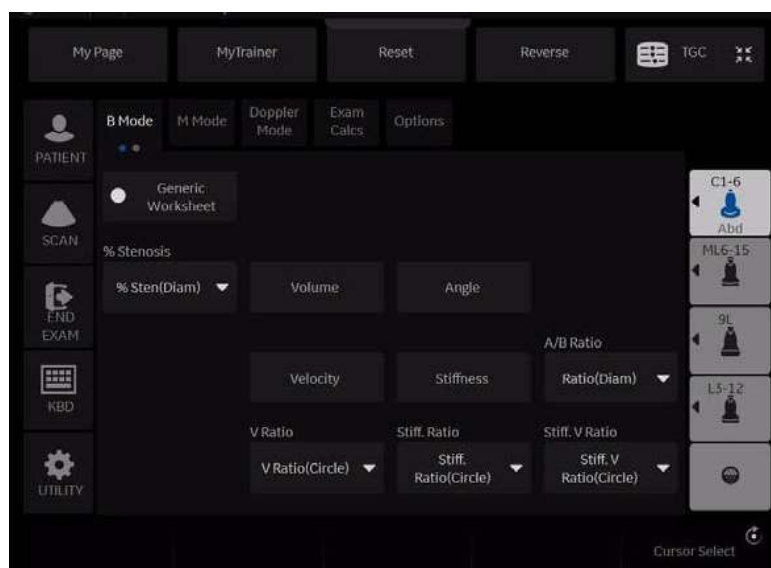 My Page
MyTrainer
Reset
Reverse
TGC
B Mode
M Mode
Doppler
Mode
Exam
Calcs
Options
PATIENT
SCAN
END
EXAM
KBD
UTILITY
Generic
Worksheet
% Stenosis
% Sten(Diam)
Volume
Angle
A/B Ratio
Velocity
Stiffness
Ratio(Diam)
V Ratio
Stiff. Ratio
Stiff. V Ratio
V Ratio(Circle)
Stiff.
Ratio(Circle)
Stiff. V
Ratio(Circle)
C1-6
Abd
ML6-15
9L
L3-12
Cursor Select